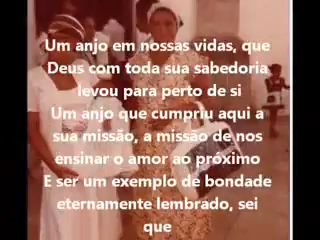 Um anjo em nossas vidas, que
Deus com toda sua sabedoria
levou para perto de si
Um anjo que cumpriu aqui a
sua missão, a missão de nos
ensinar o amor ao próximo
E ser um exemplo de bondade
eternamente lembrado, sei
que